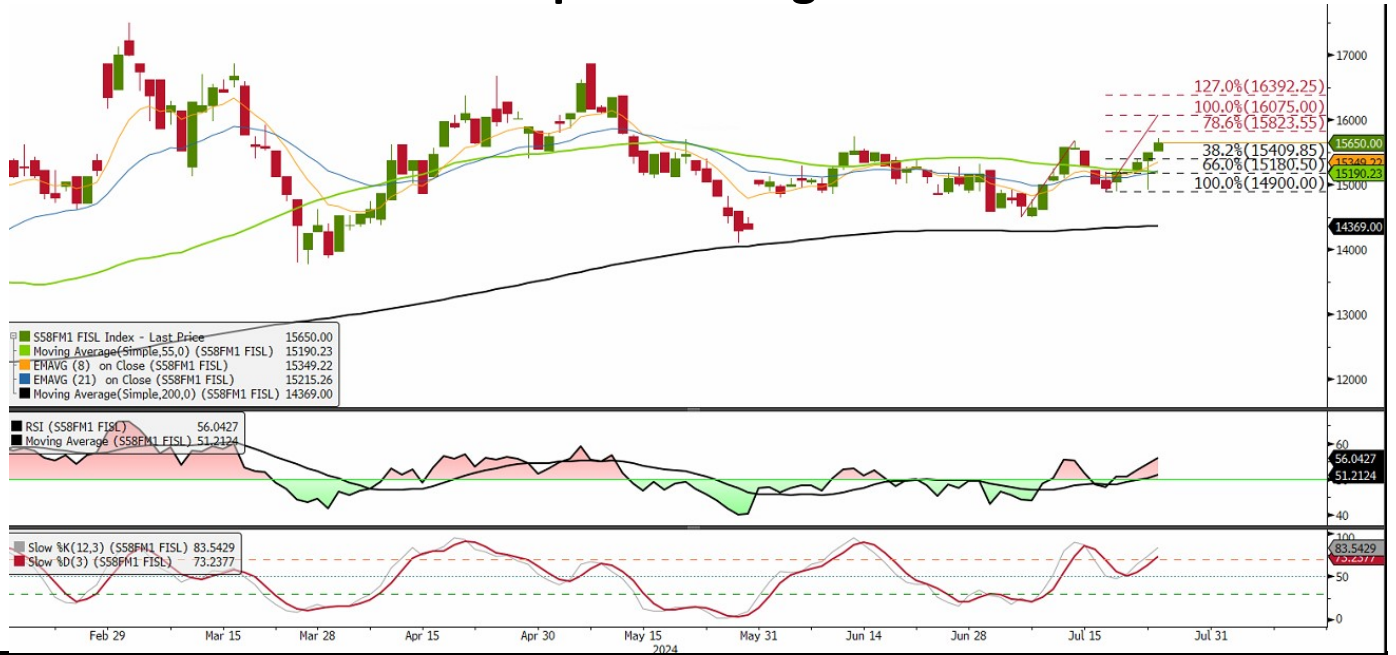 17000
127.0%(16392.25)
100.0%(16075.00)
16000
78.6%(15823.55)
15650.00
38.2%(15409.85)
15349.22
66.0%(15180.50)
15190.23
100.0%(14900.00)
15000
14369.00
14000
13000
12000
S58FM1 FISL Index - Last Price 15650.00
Moving Average(Simple,55,0) (S58FM1 FISL) 15190.23
EMAVG (8) on Close (S58FM1 FISL) 15349.22
EMAVG (21) on Close (S58FM1 FISL) 15215.26
Moving Average(Simple,200,0) (S58FM1 FISL) 14369.00
RSI (S58FM1 FISL) 56.0427
Moving Average (S58FM1 FISL) 51.2124
60
56.0427
51.2124
40
Slow %K(12,3) (S58FM1 FISL) 83.5429
Slow %D(3) (S58FM1 FISL) 73.2377
100
83.5429
73.2377
50
0
Feb 29 Mar 15 Mar 28 Apr 15 Apr 30 May 15 May 31 Jun 14 Jun 28 Jul 15 Jul 31
2024